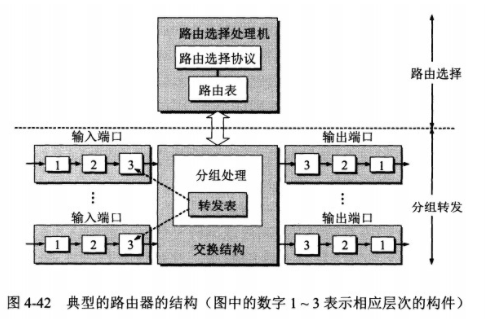 路由选择处理机
路由选择协议
路由表
路由选择
输入端口
输出端口
1 2 3
分组处理
3 2 1
转发表
分组转发
输入端口
输出端口
1 2 3
交换结构
3 2 1
图 4-42 典型的路由器的结构（图中的数字 1～3 表示相应层次的构件）